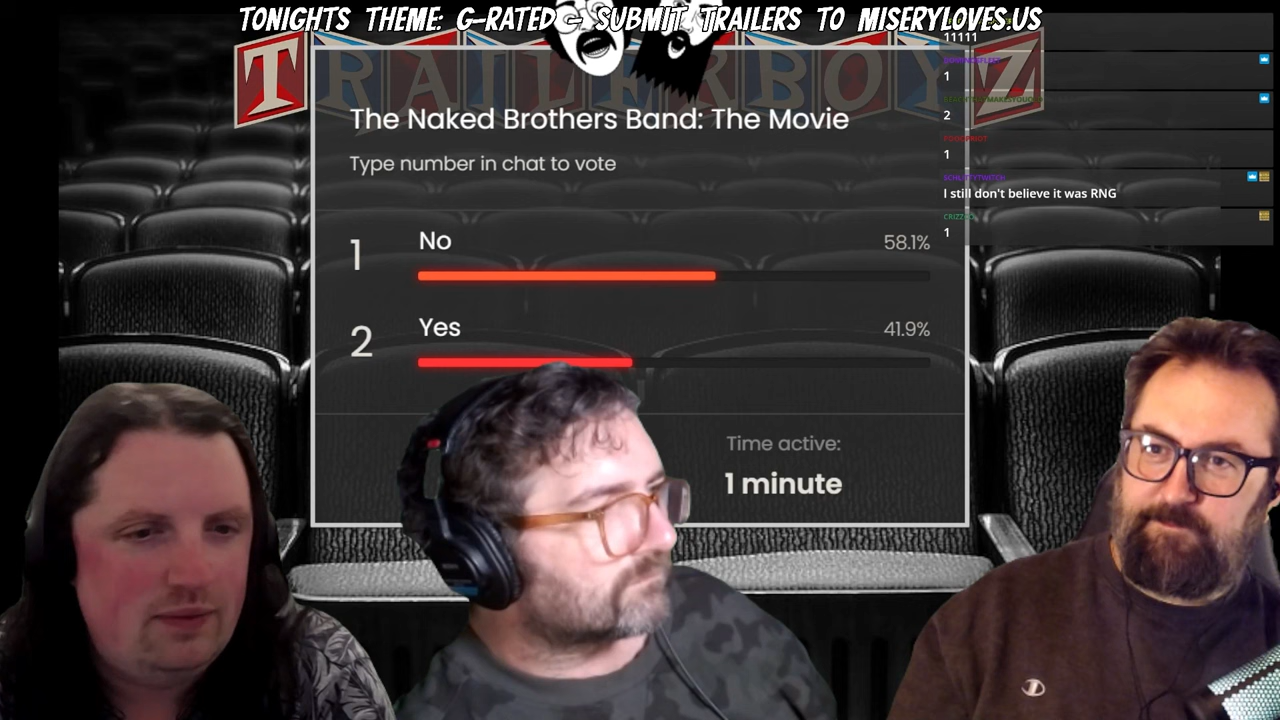 TONIGHTS THEME: G-RATED - SUBMIT TRAILERS TO MISERYLOVES.US
TRAILERBOYZ
The Naked Brothers Band: The Movie
Type number in chat to vote
1 No 58.1%
2 Yes 41.9%
Time active:
1 minute
11111
1
2
1
SCHLITTYTWITCH
I still don't believe it was RNG
1